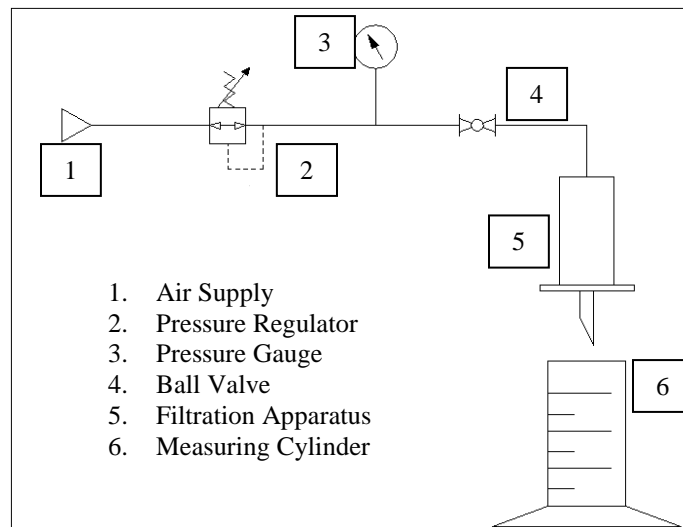 3
4
1
2
5
1. Air Supply
2. Pressure Regulator
3. Pressure Gauge
4. Ball Valve
5. Filtration Apparatus
6. Measuring Cylinder
6